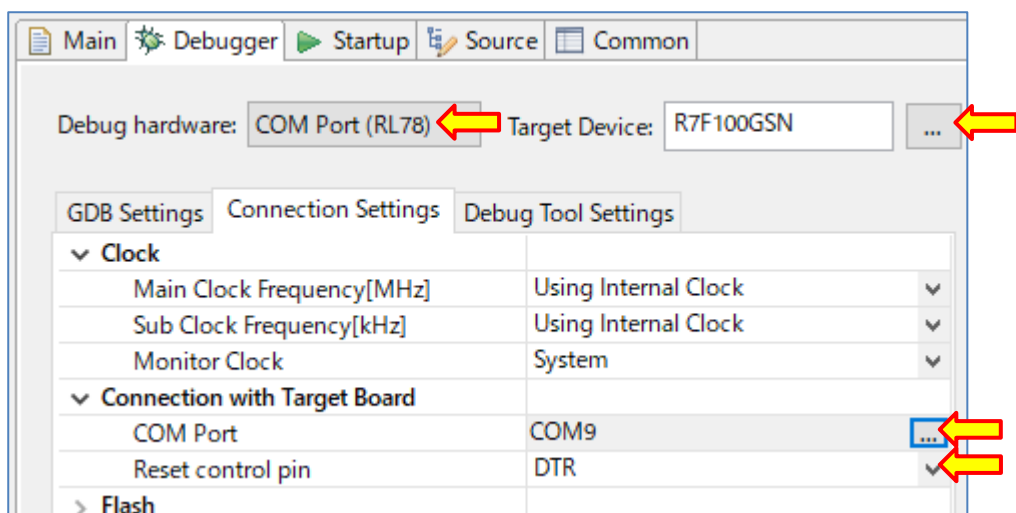 Main Debugger Startup Source Common
Debug hardware: COM Port (RL78) Target Device: R7F100GSN ...
GDB Settings Connection Settings Debug Tool Settings
Clock
Main Clock Frequency[MHz] Using Internal Clock
Sub Clock Frequency[kHz] Using Internal Clock
Monitor Clock System
Connection with Target Board
COM Port COM9 ...
Reset control pin DTR
Flash